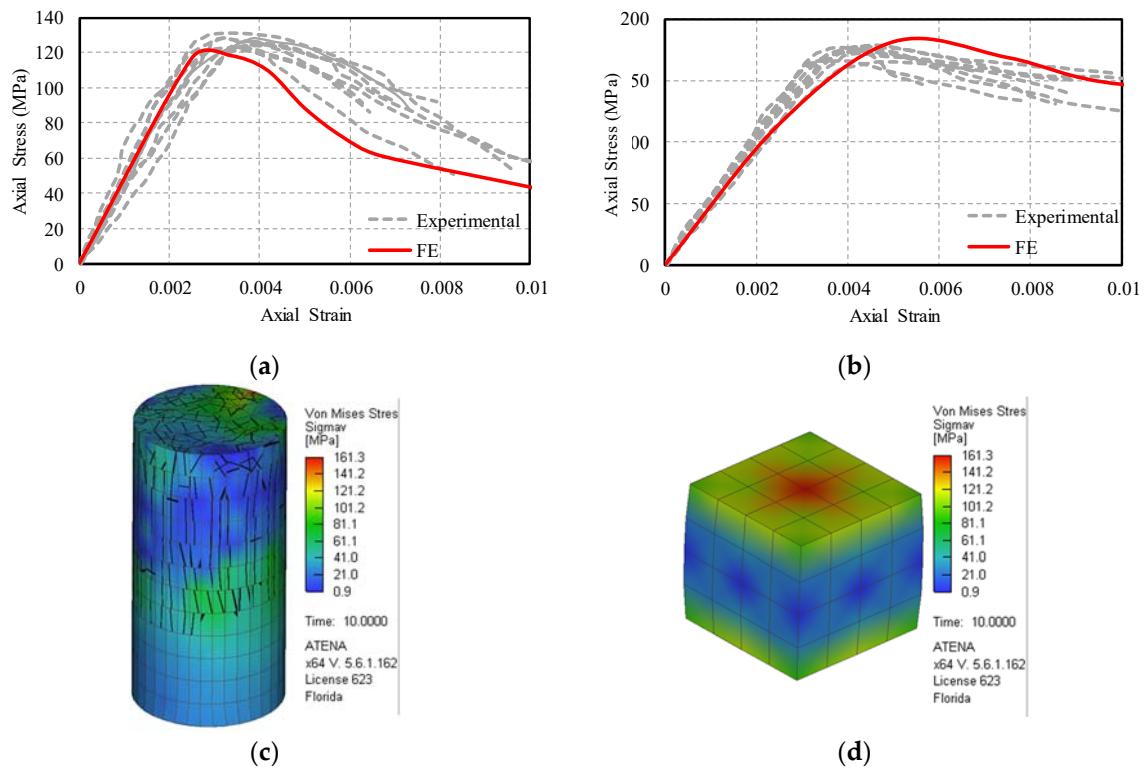 140
120
100
80
60
40
20
0
Axial Stress (MPa)
Experimental
FE
0 0.002 0.004 0.006 0.008 0.01
Axial Strain
(a)
200
50
00
50
0
Axial Stress (MPa)
Experimental
FE
0 0.002 0.004 0.006 0.008 0.01
Axial Strain
(b)
Von Mises Stres
Sigmav
[MPa]
161.3
141.2
121.2
101.2
81.1
61.1
41.0
21.0
0.9
Time: 10.0000
ATENA
x64 V. 5.6.1.162
License 623
Florida
(c)
Von Mises Stres
Sigmav
[MPa]
161.3
141.2
121.2
101.2
81.1
61.1
41.0
21.0
0.9
Time: 10.0000
ATENA
x64 V. 5.6.1.162
License 623
Florida
(d)